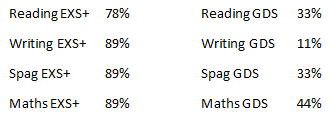 Reading EXS+ 78% Reading GDS 33%
Writing EXS+ 89% Writing GDS 11%
Spag EXS+ 89% Spag GDS 33%
Maths EXS+ 89% Maths GDS 44%